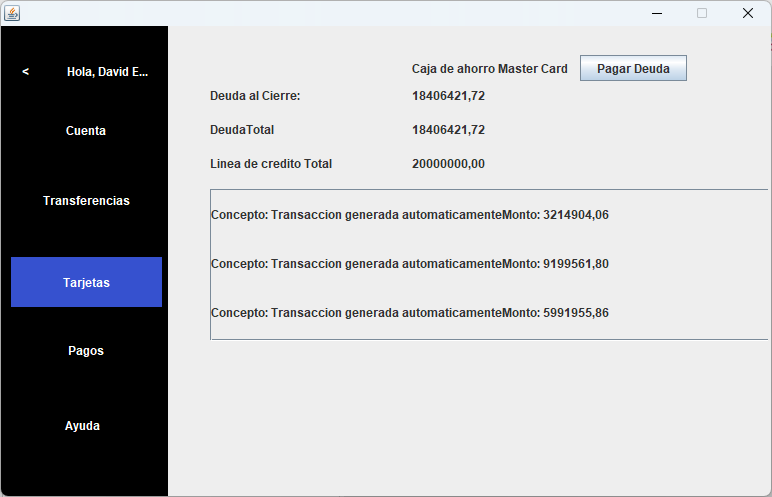 <
Hola, David E...
Cuenta
Transferencias
Tarjetas
Pagos
Ayuda
Caja de ahorro Master Card
Pagar Deuda
Deuda al Cierre: 18406421,72
DeudaTotal 18406421,72
Linea de credito Total 20000000,00
Concepto: Transaccion generada automaticamenteMonto: 3214904,06
Concepto: Transaccion generada automaticamenteMonto: 9199561,80
Concepto: Transaccion generada automaticamenteMonto: 5991955,86